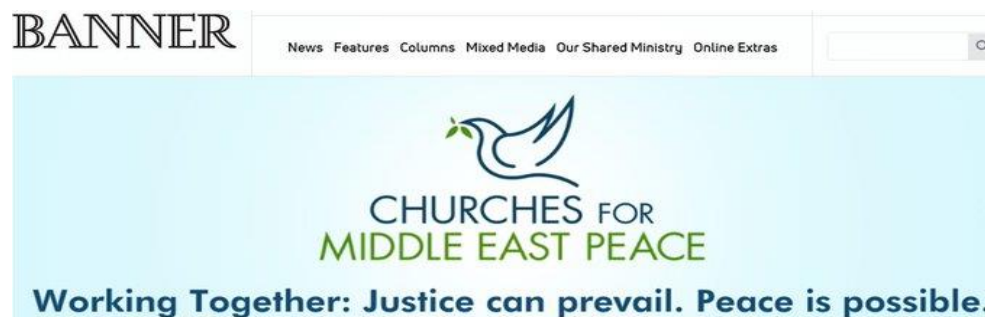 BANNER
News Features Columns Mixed Media Our Shared Ministry Online Extras
CHURCHES FOR
MIDDLE EAST PEACE
Working Together: Justice can prevail. Peace is possible.